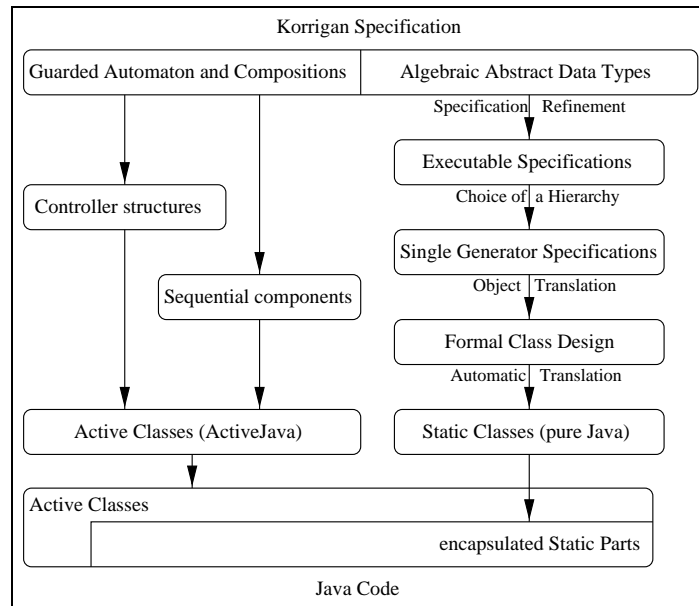 Korrigan Specification
Guarded Automaton and Compositions
Algebraic Abstract Data Types
Specification Refinement
Executable Specifications
Choice of a Hierarchy
Controller structures
Single Generator Specifications
Object Translation
Sequential components
Formal Class Design
Automatic Translation
Active Classes (ActiveJava)
Static Classes (pure Java)
Active Classes
encapsulated Static Parts
Java Code